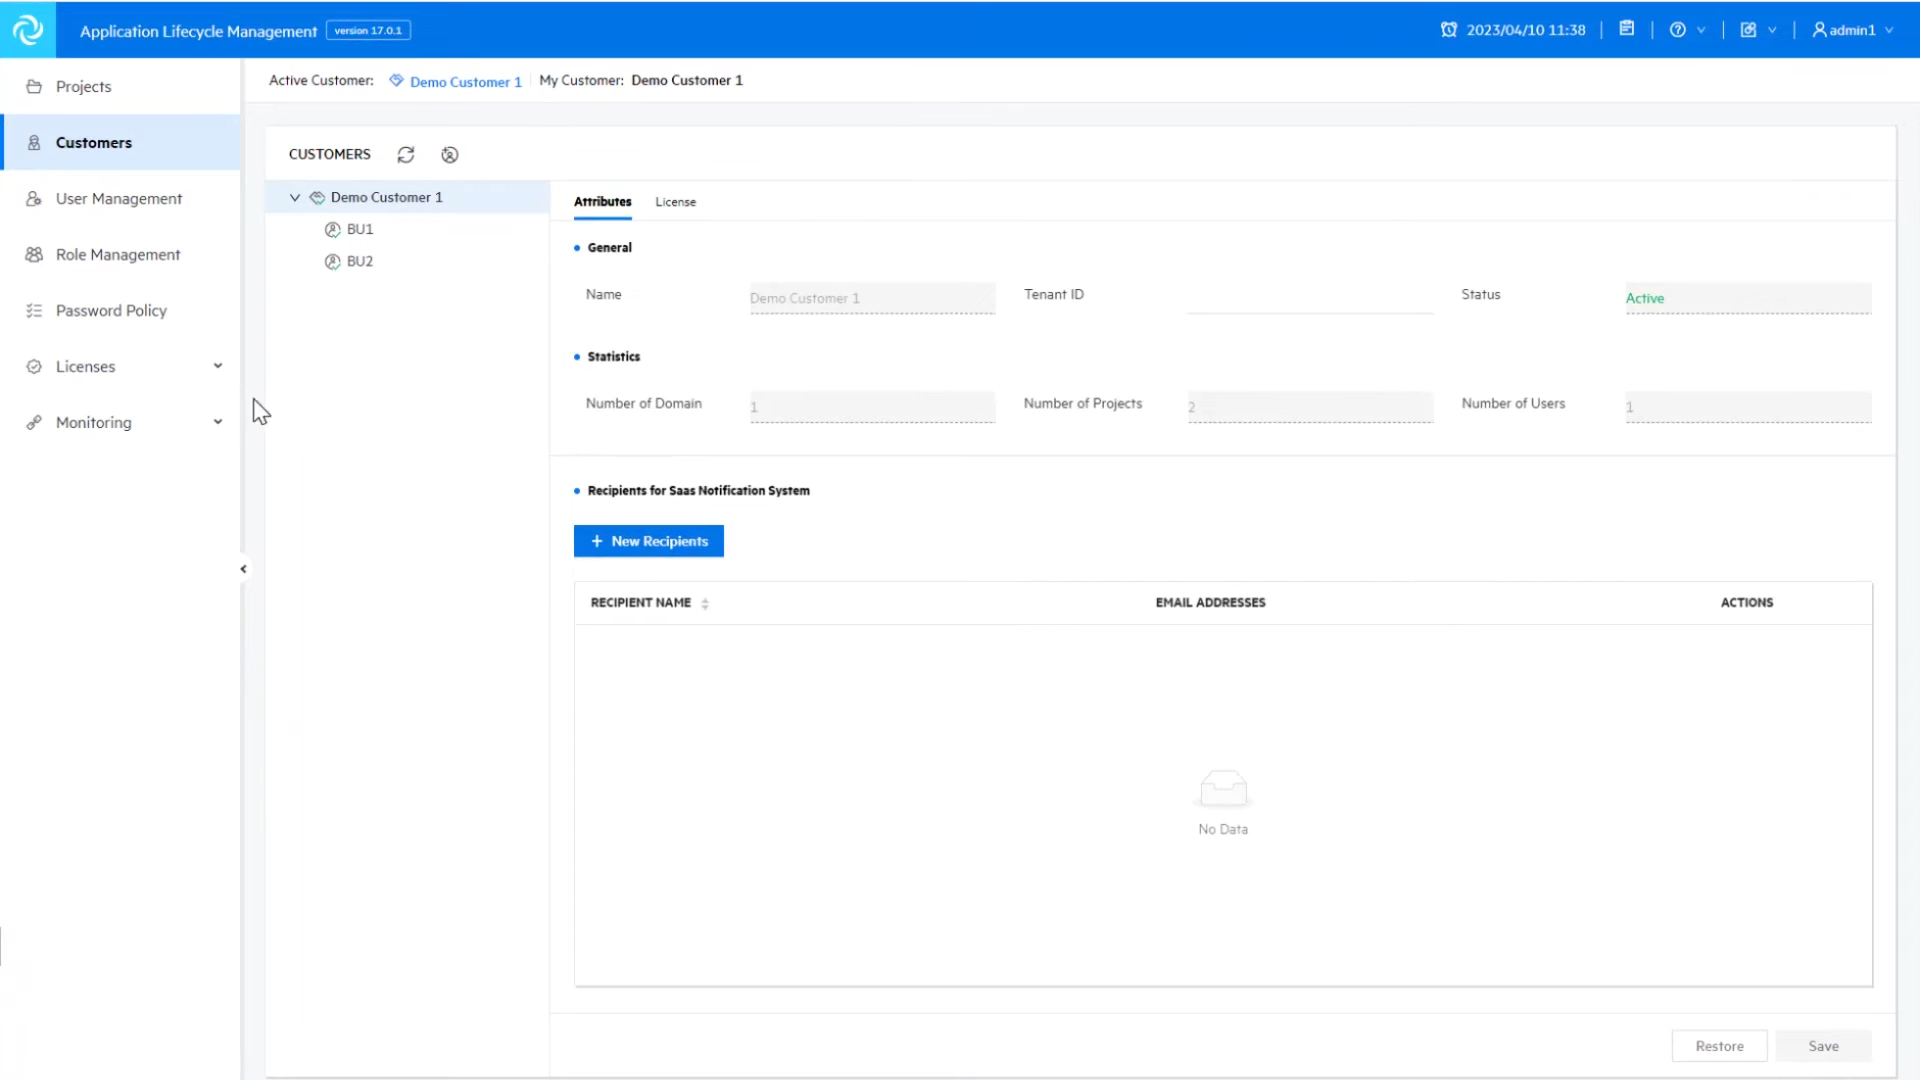 Application Lifecycle Management version 17.0.1
2023/04/10 11:38
admin1
Projects
Customers
User Management
Role Management
Password Policy
Licenses
Monitoring
Active Customer: Demo Customer 1 My Customer: Demo Customer 1
CUSTOMERS
Demo Customer 1
BU1
BU2
Attributes License
General
Name Demo Customer 1 Tenant ID Status Active
Statistics
Number of Domain 1 Number of Projects 2 Number of Users 1
Recipients for Saas Notification System
+ New Recipients
RECIPIENT NAME EMAIL ADDRESSES ACTIONS
No Data
Restore Save